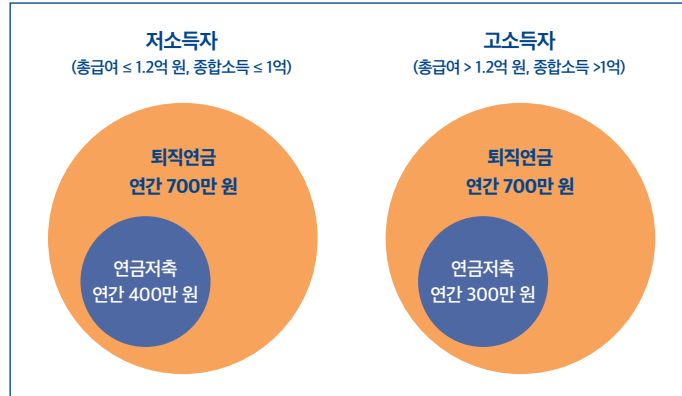 저소득자
(총급여 ≤ 1.2억 원, 종합소득 ≤ 1억)
퇴직연금
연간 700만 원
연금저축
연간 400만 원
고소득자
(총급여 > 1.2억 원, 종합소득 >1억)
퇴직연금
연간 700만 원
연금저축
연간 300만 원